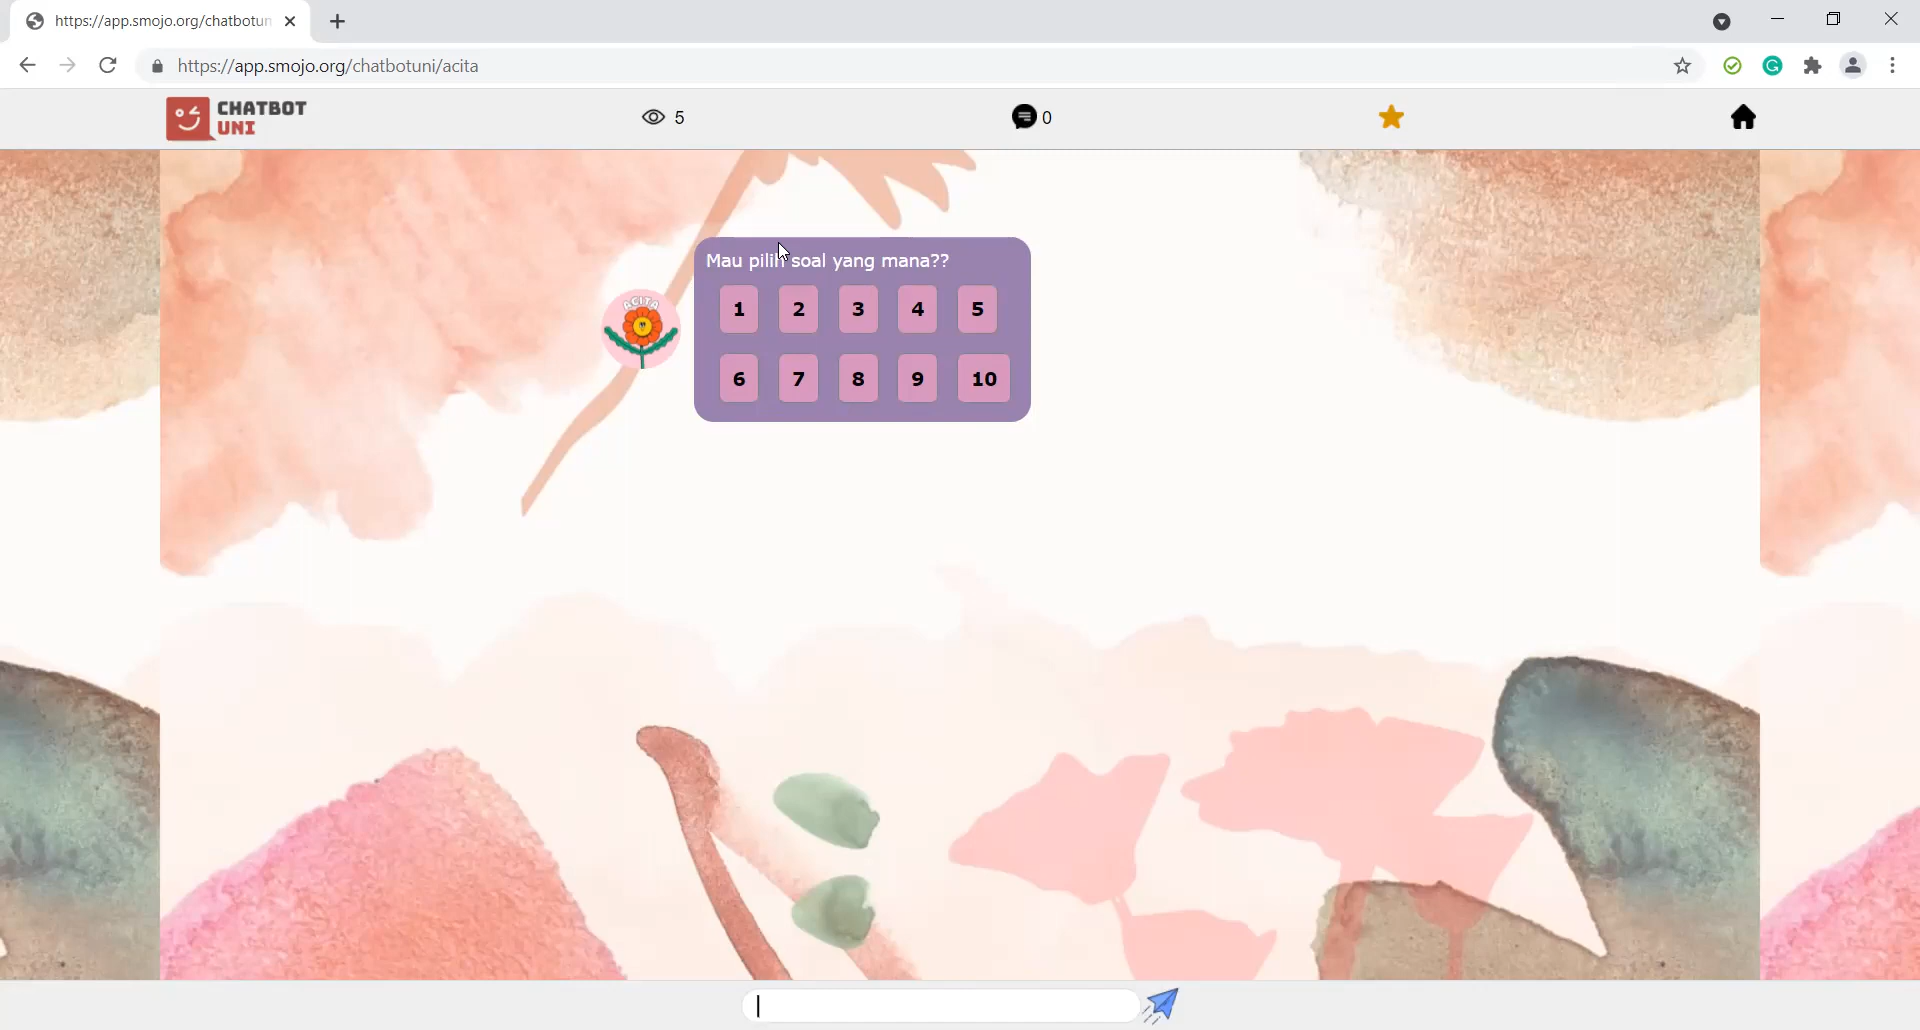 https://app.smojo.org/chatbotun
https://app.smojo.org/chatbotuni/acita
CHATBOT
UNI
5
0
Mau pilih soal yang mana??
ACITA
1 2 3 4 5
6 7 8 9 10